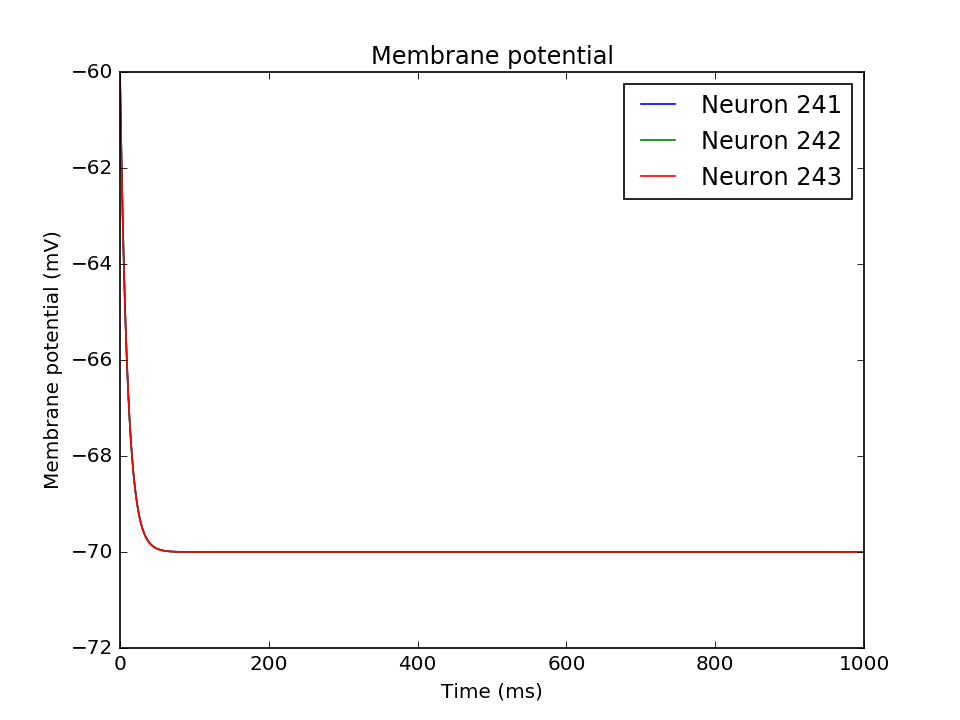 Membrane potential
−60
−62
−64
−66
−68
−70
−72
Membrane potential (mV)
Neuron 241
Neuron 242
Neuron 243
0 200 400 600 800 1000
Time (ms)